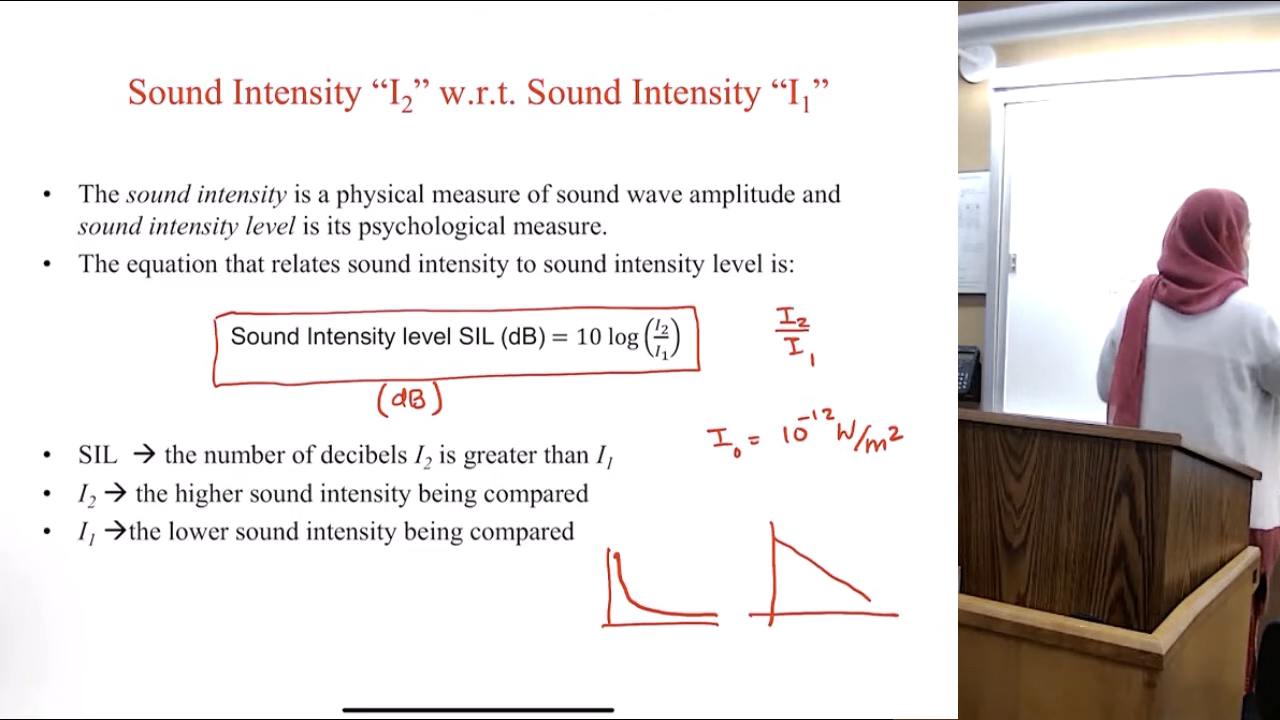 Sound Intensity “I₂” w.r.t. Sound Intensity “I₁”
• The sound intensity is a physical measure of sound wave amplitude and
sound intensity level is its psychological measure.
• The equation that relates sound intensity to sound intensity level is:
Sound Intensity level SIL (dB) = 10 log (I₂/I₁)
I₂/I₁
(dB)
I₀ = 10⁻¹² W/m²
• SIL → the number of decibels I₂ is greater than I₁
• I₂ → the higher sound intensity being compared
• I₁ →the lower sound intensity being compared